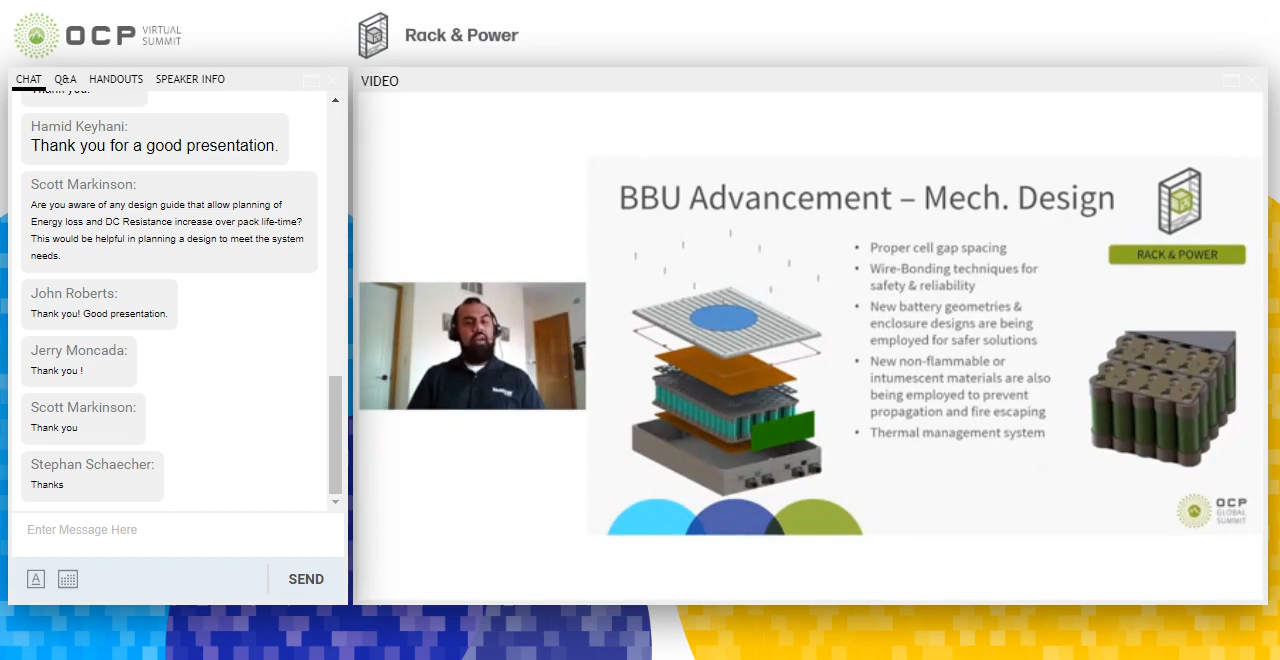 OCP VIRTUAL
SUMMIT
Rack & Power
CHAT Q&A HANDOUTS SPEAKER INFO
Thank you.
Hamid Keyhani:
Thank you for a good presentation.
Scott Markinson:
Are you aware of any design guide that allow planning of
Energy loss and DC Resistance increase over pack life-time?
This would be helpful in planning a design to meet the system
needs.
John Roberts:
Thank you! Good presentation.
Jerry Moncada:
Thank you !
Scott Markinson:
Thank you
Stephan Schaecher:
Thanks
Enter Message Here
A
SEND
VIDEO
BBU Advancement – Mech. Design
RACK & POWER
• Proper cell gap spacing
• Wire-Bonding techniques for
safety & reliability
• New battery geometries &
enclosure designs are being
employed for safer solutions
• New non-flammable or
intumescent materials are also
being employed to prevent
propagation and fire escaping
• Thermal management system
OCP
GLOBAL
SUMMIT